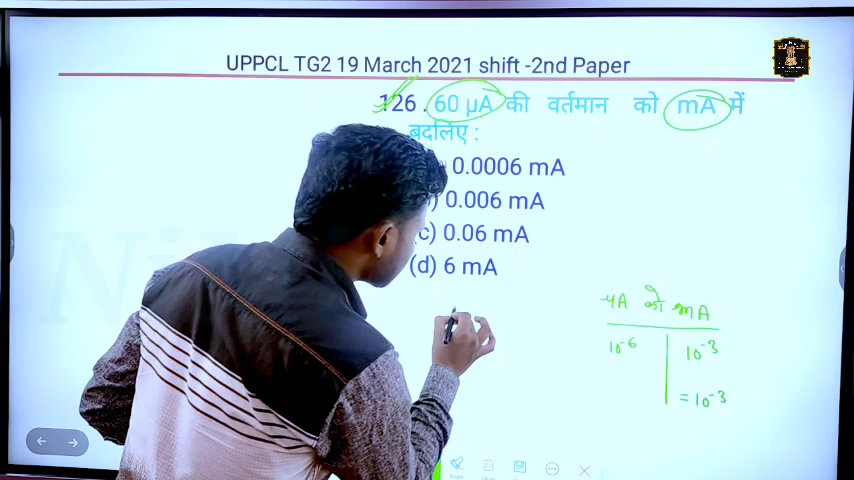 UPPCL TG2 19 March 2021 shift -2nd Paper
126 . 60 µA की वर्तमान को mA में
बदलिए :
0.0006 mA
) 0.006 mA
(c) 0.06 mA
(d) 6 mA
µA को mA
10⁻⁶ 10⁻³
= 10⁻³